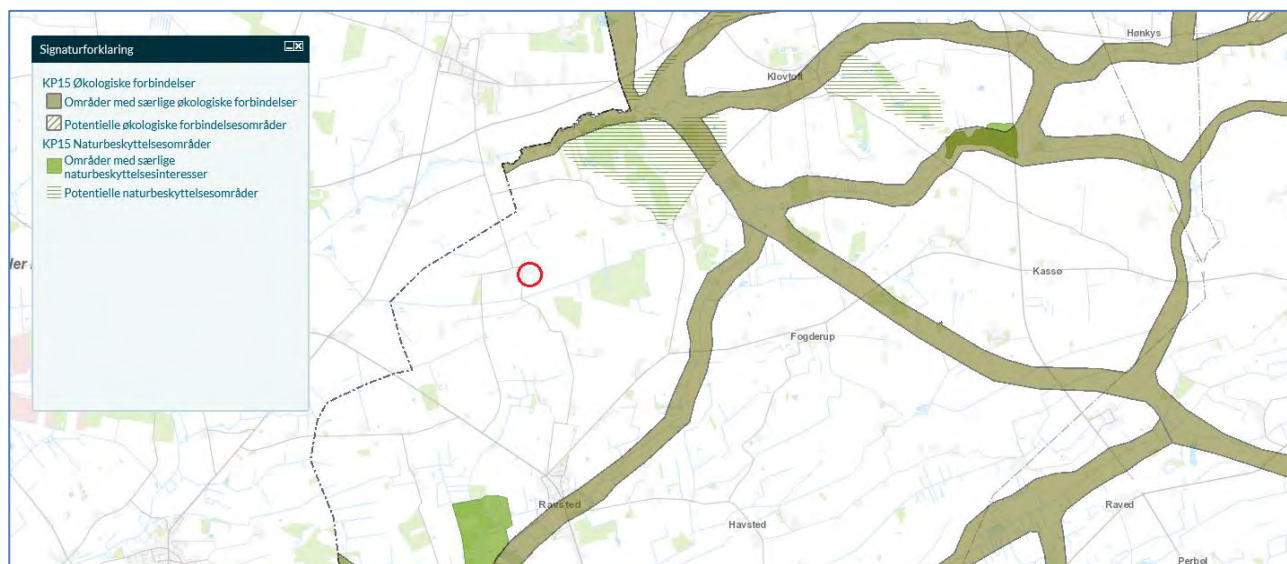 Signaturforklaring
KP15 Økologiske forbindelser
Områder med særlige økologiske forbindelser
Potentielle økologiske forbindelsesområder
KP15 Naturbeskyttelsesområder
Områder med særlige
naturbeskyttelsesinteresser
Potentielle naturbeskyttelsesområder
Hønkys
Klovtoft
Kassø
Fogderup
Ravsted
Havsted
Raved
Perbøl